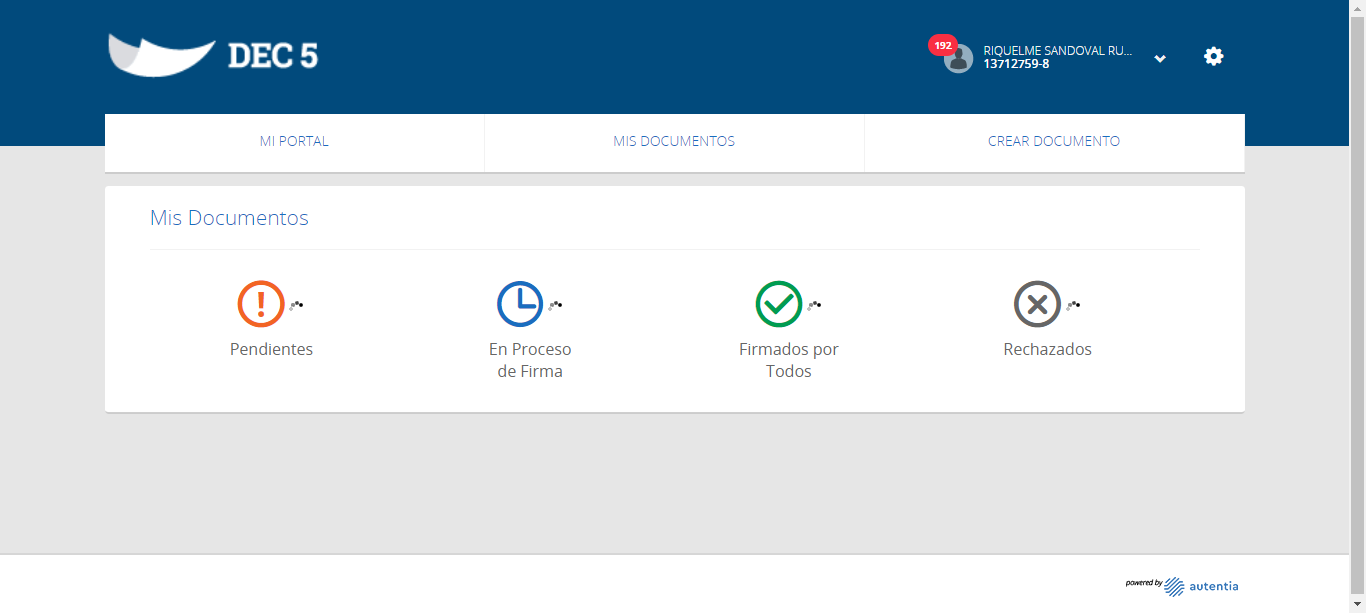 DEC 5
192
RIQUELME SANDOVAL RU...
13712759-8
MI PORTAL
MIS DOCUMENTOS
CREAR DOCUMENTO
Mis Documentos
Pendientes
En Proceso
de Firma
Firmados por
Todos
Rechazados
powered by
autentia